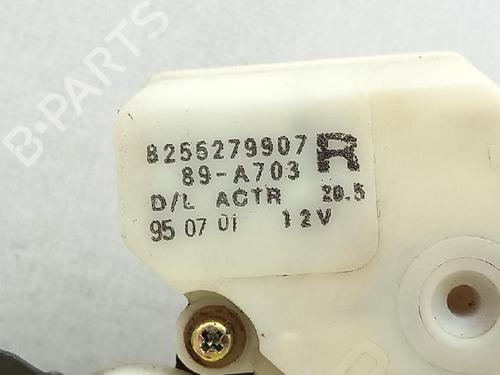 B-PARTS
8255279907 R
89-A703
D/L ACTR 20.5
95 07 01 12V